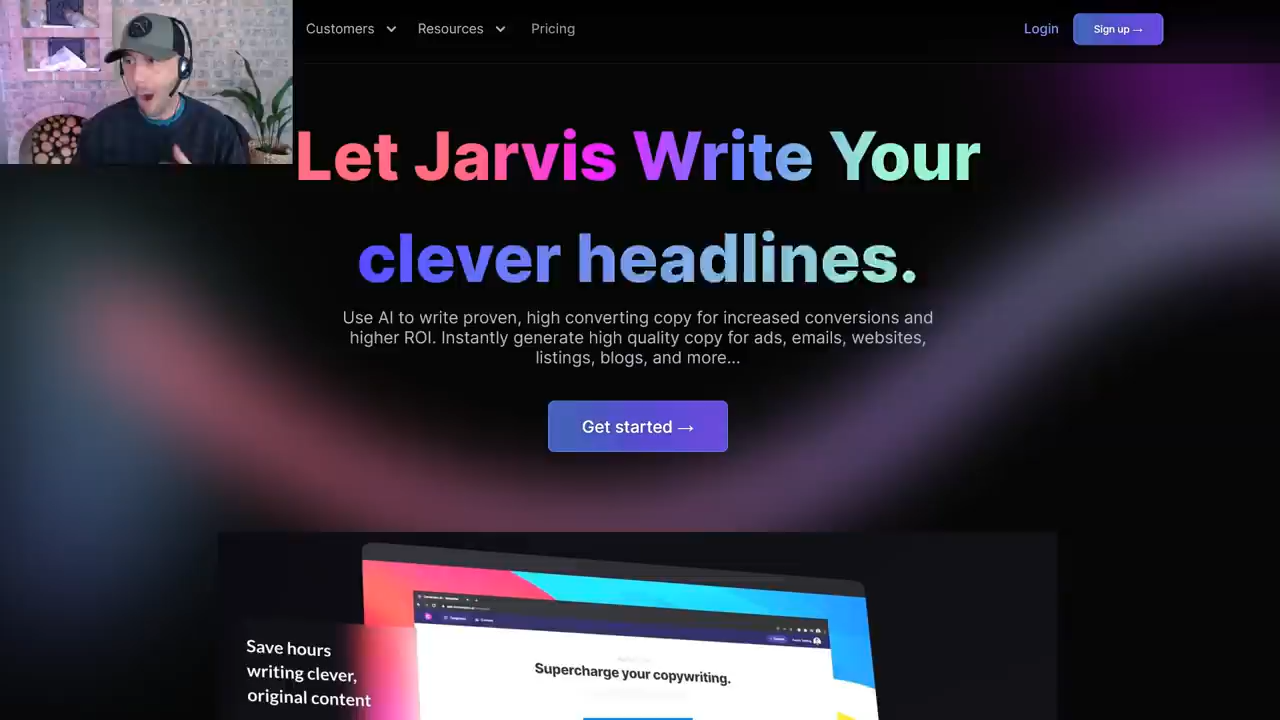 Customers
Resources
Pricing
Login
Sign up →
Let Jarvis Write Your
clever headlines.
Use AI to write proven, high converting copy for increased conversions and
higher ROI. Instantly generate high quality copy for ads, emails, websites,
listings, blogs, and more...
Get started →
Save hours
writing clever,
original content
Supercharge your copywriting.